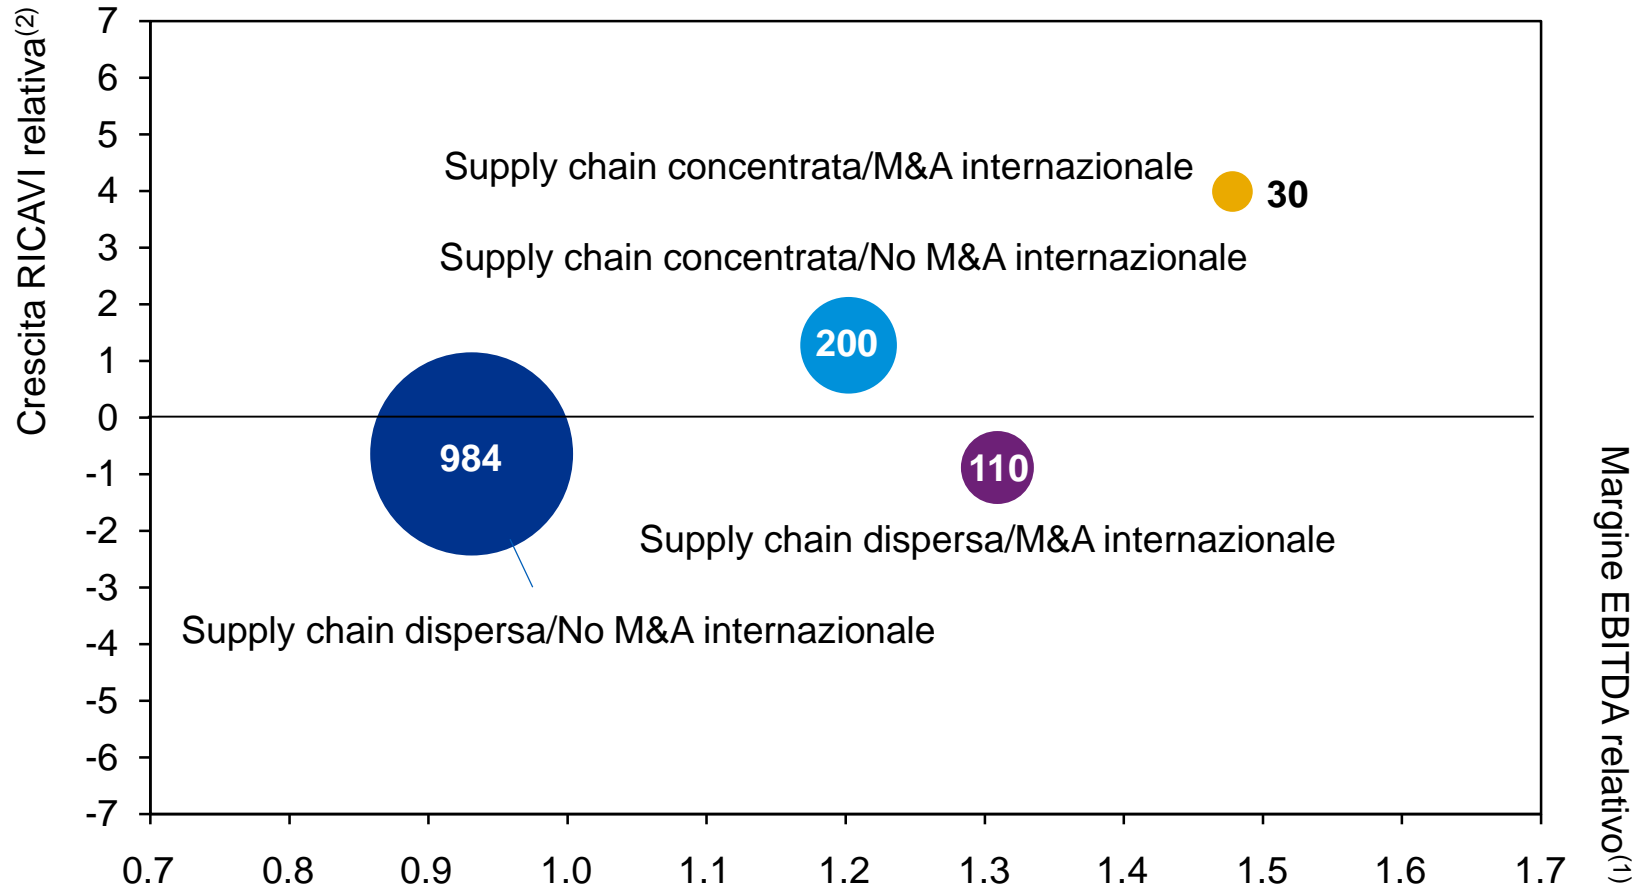 Crescita RICAVI relativa(2)
7
6
5
4
3
2
1
0
-1
-2
-3
-4
-5
-6
-7
Supply chain concentrata/M&A internazionale
30
Supply chain concentrata/No M&A internazionale
200
984
110
Supply chain dispersa/M&A internazionale
Supply chain dispersa/No M&A internazionale
0.7 0.8 0.9 1.0 1.1 1.2 1.3 1.4 1.5 1.6 1.7
Margine EBITDA relativo(1)